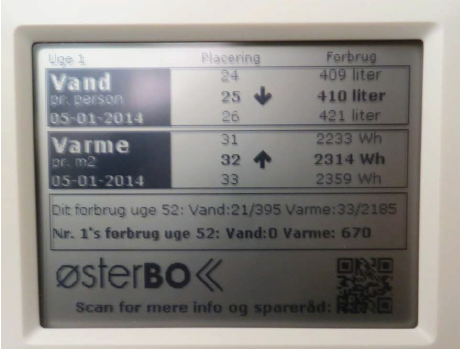 Uge 1 Placering Forbrug
Vand 24 409 liter
pr. person 25 410 liter
05-01-2014 26 421 liter
Varme 31 2233 Wh
pr. m2 32 2314 Wh
05-01-2014 33 2359 Wh
Dit forbrug uge 52: Vand:21/395 Varme:33/2185
Nr. 1's forbrug uge 52: Vand:0 Varme: 670
østerBO
Scan for mere info og spareråd: